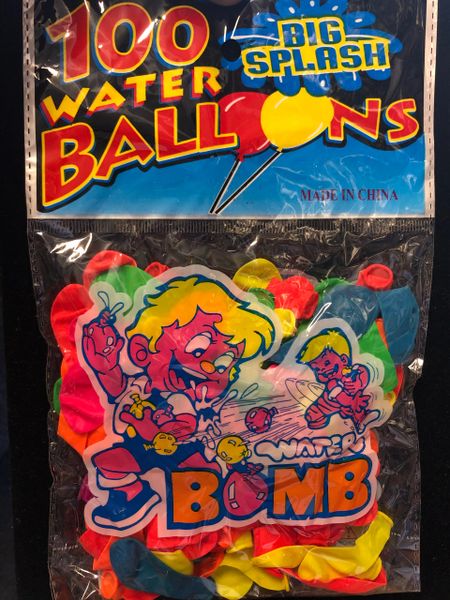 100
BIG
SPLASH
WATER
BALLOONS
MADE IN CHINA
WATER
BOMB